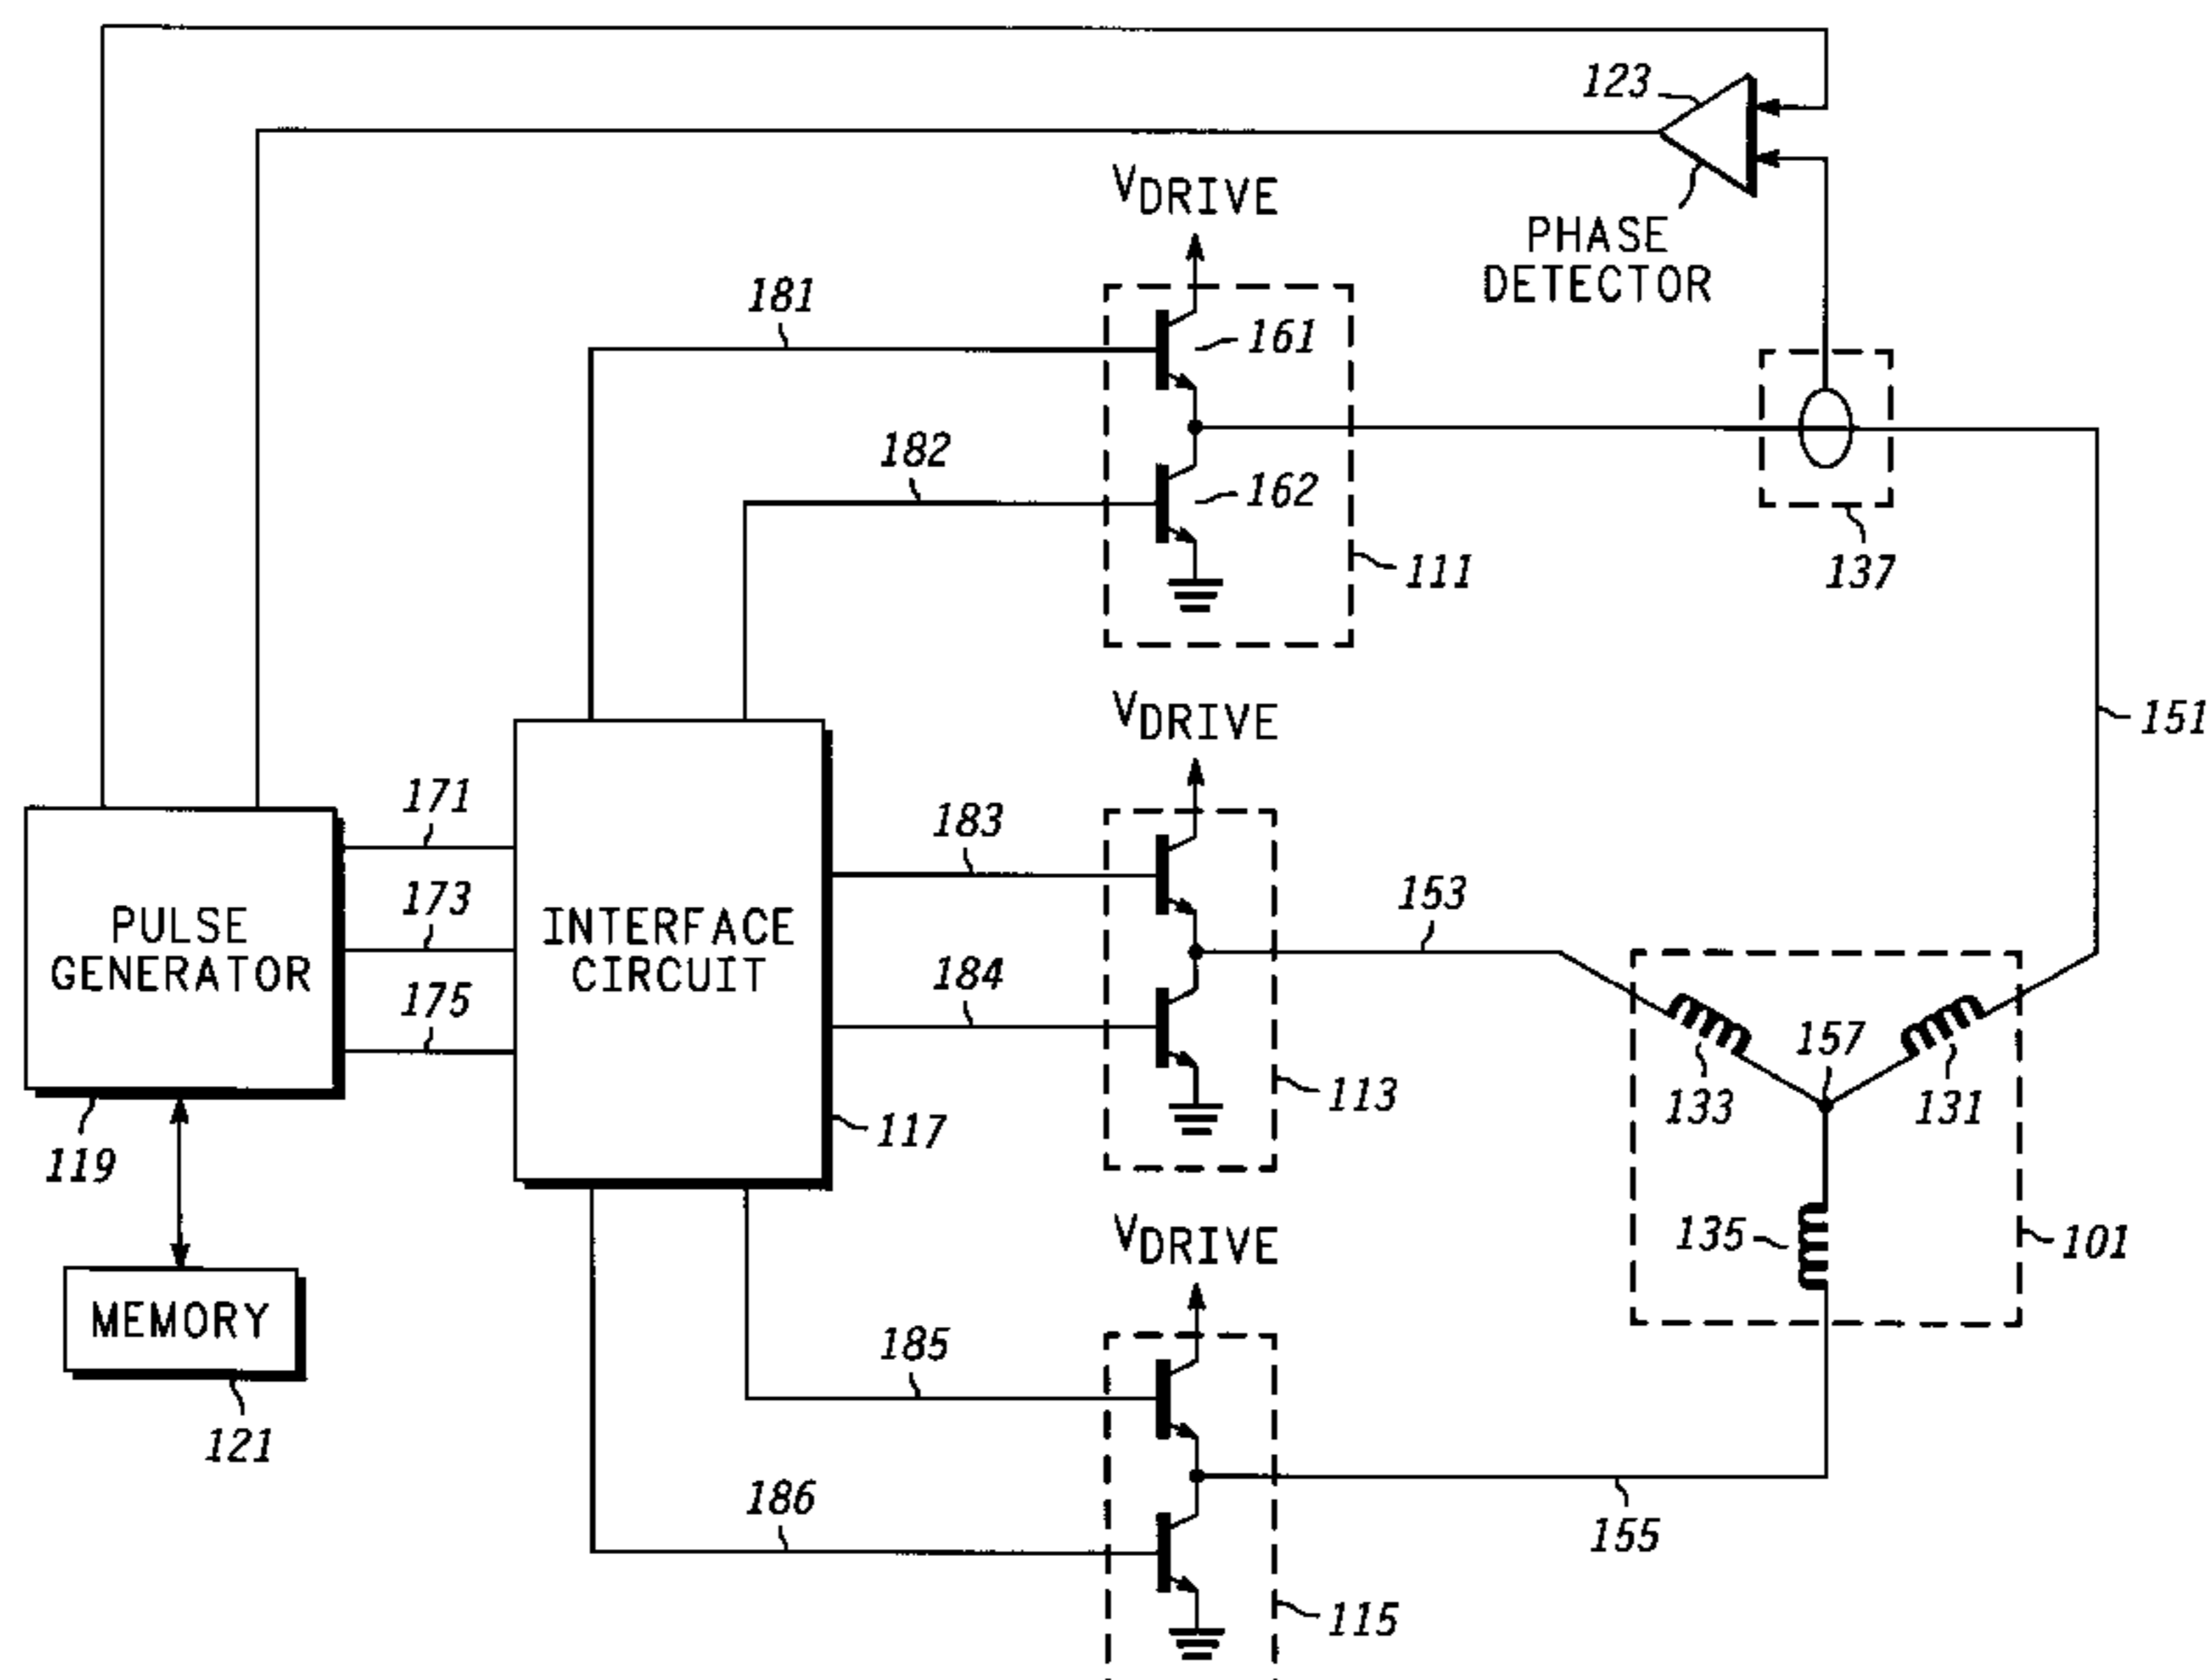 123
VDRIVE
PHASE
DETECTOR
181
161
182
162
111
137
VDRIVE
151
171
183
173
153
PULSE
GENERATOR
INTERFACE
CIRCUIT
184
175
157
133
131
113
117
119
135
101
VDRIVE
MEMORY
185
121
186
155
115